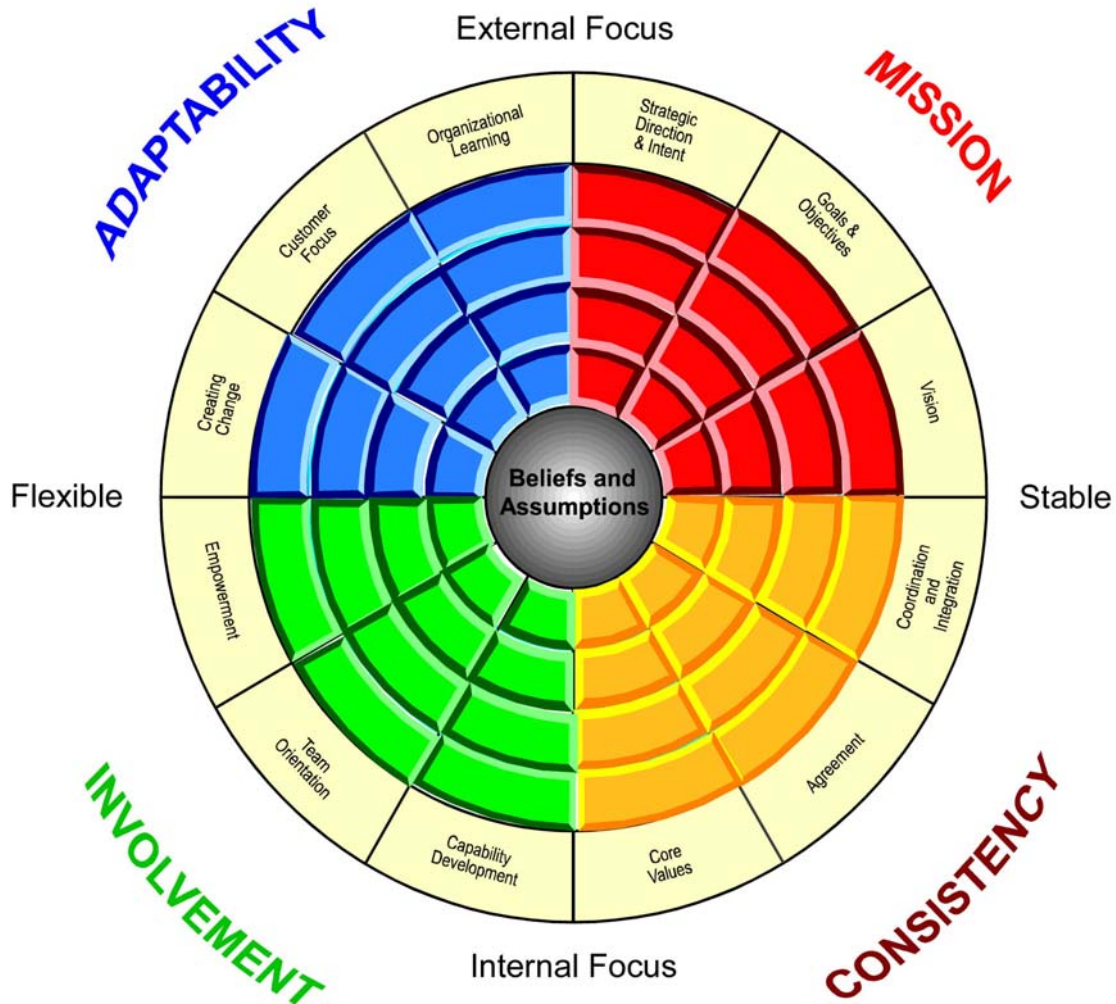 External Focus
ADAPTABILITY
MISSION
Organizational
Learning
Strategic
Direction
& Intent
Customer
Focus
Goals &
Objectives
Creating
Change
Vision
Flexible
Beliefs and
Assumptions
Stable
Empowerment
Coordination
and
Integration
Team
Orientation
Agreement
Capability
Development
Core
Values
INVOLVEMENT
CONSISTENCY
Internal Focus